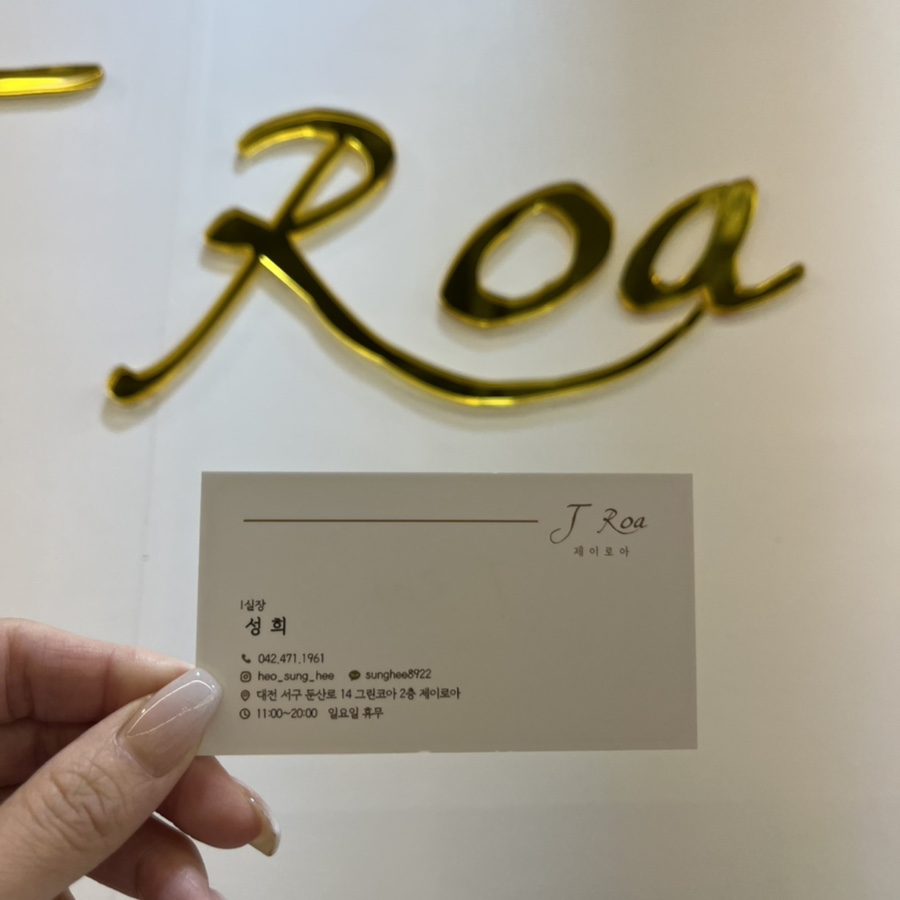 Roa
J Roa
제이로아
실장
성희
042.471.1961
heo_sung_hee sunghee8922
대전 서구 둔산로 14 그린코아 2층 제이로아
11:00~20:00 일요일 휴무